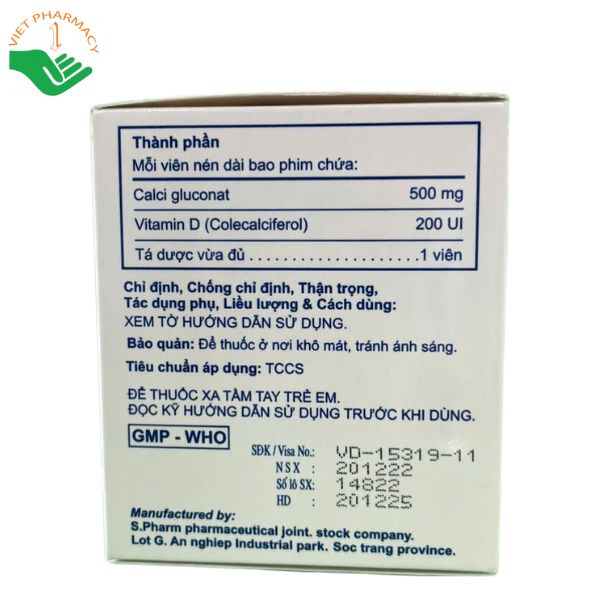 VIET PHARMACY
1
Thành phần
Mỗi viên nén dài bao phim chứa:
Calci gluconat 500 mg
Vitamin D (Colecalciferol) 200 UI
Tá dược vừa đủ . . . . . . . . . . . . . . . . . . 1 viên
Chỉ định, Chống chỉ định, Thận trọng,
Tác dụng phụ, Liều lượng & Cách dùng:
XEM TỜ HƯỚNG DẪN SỬ DỤNG.
Bảo quản: Để thuốc ở nơi khô mát, tránh ánh sáng.
Tiêu chuẩn áp dụng: TCCS
ĐỂ THUỐC XA TẦM TAY TRẺ EM.
ĐỌC KỸ HƯỚNG DẪN SỬ DỤNG TRƯỚC KHI DÙNG.
GMP - WHO
SĐK / Visa No.: VD-15319-11
NSX : 201222
Số lô SX: 14822
HD : 201225
Manufactured by:
S.Pharm pharmaceutical joint. stock company.
Lot G. An nghiep Industrial park. Soc trang province.